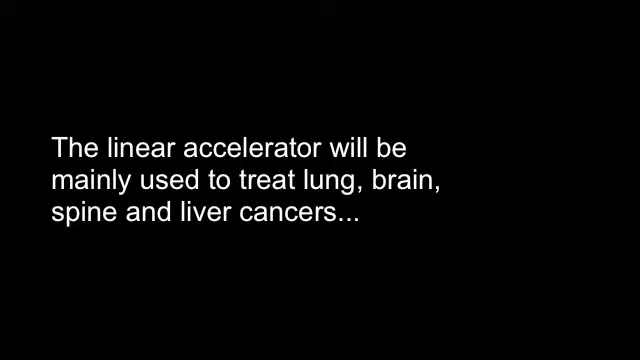 The linear accelerator will be
mainly used to treat lung, brain,
spine and liver cancers...